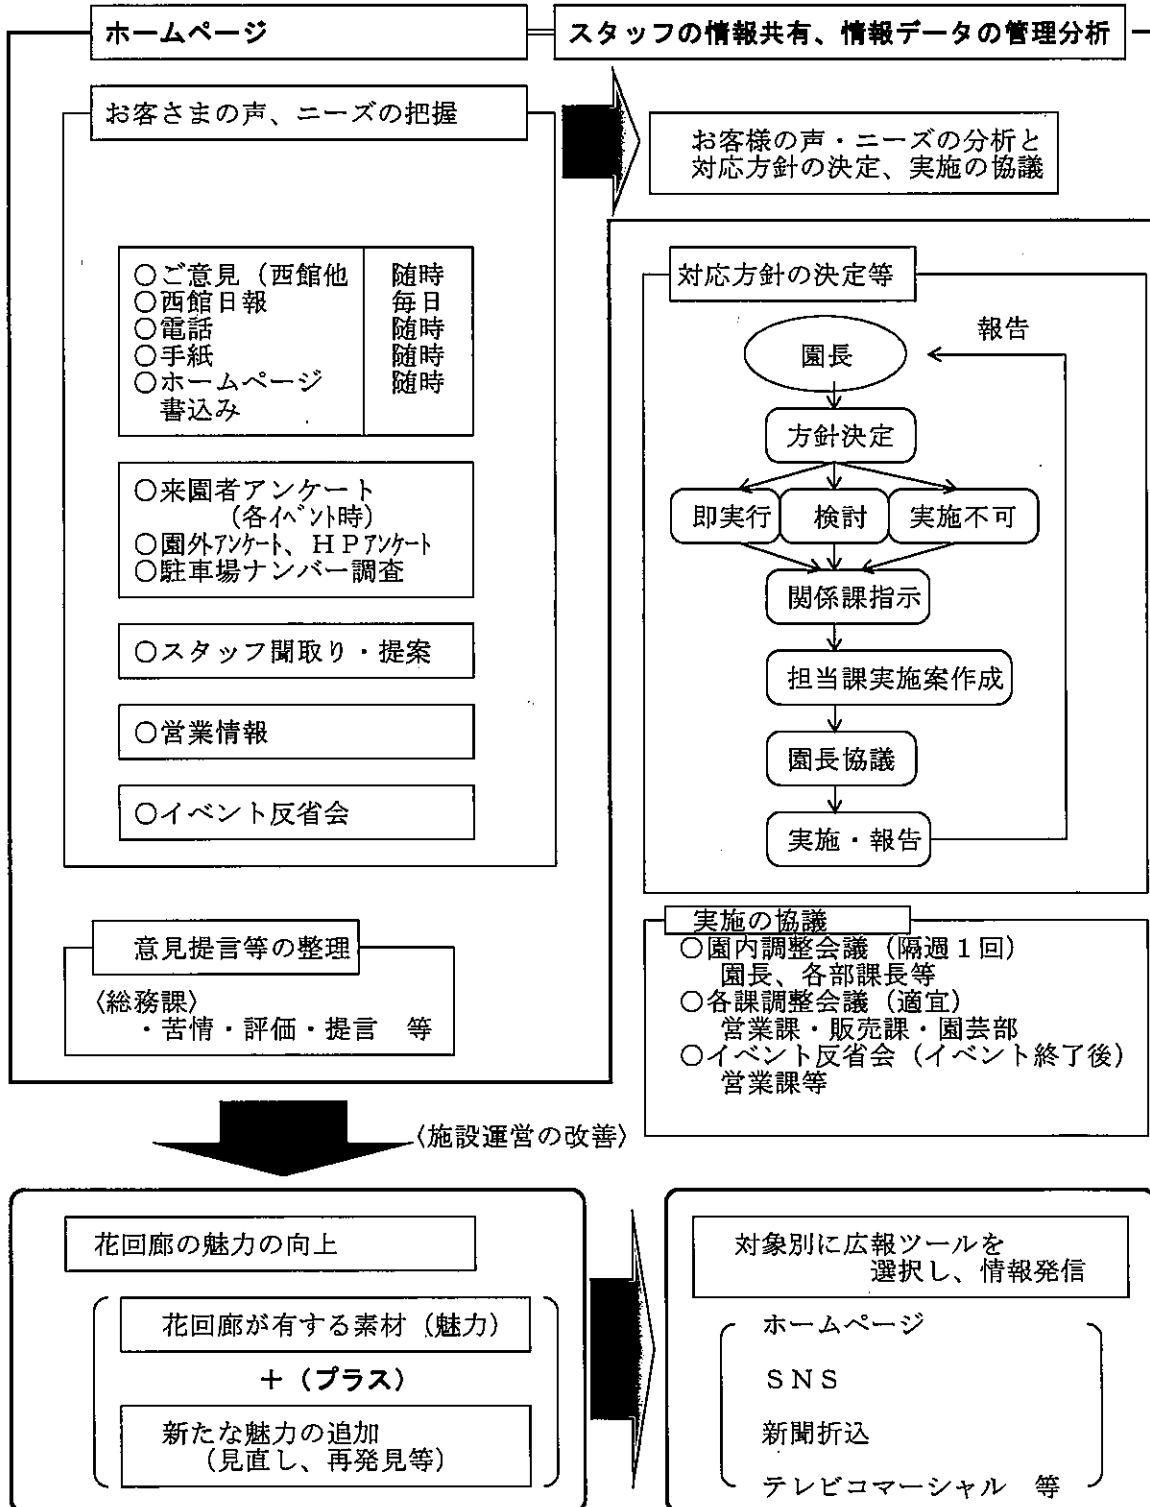 ホームページ
スタッフの情報共有、情報データの管理分析
お客さまの声、ニーズの把握
お客様の声・ニーズの分析と
対応方針の決定、実施の協議
○ご意見（西館他 随時
○西館日報 毎日
○電話 随時
○手紙 随時
○ホームページ 随時
書込み
○来園者アンケート
（各イベント時）
○園外アンケート、ＨＰアンケート
○駐車場ナンバー調査
○スタッフ聞取り・提案
○営業情報
○イベント反省会
意見提言等の整理
〈総務課〉
・苦情・評価・提言　等
対応方針の決定等
報告
園長
方針決定
即実行 検討 実施不可
関係課指示
担当課実施案作成
園長協議
実施・報告
実施の協議
○園内調整会議（隔週１回）
園長、各部課長等
○各課調整会議（適宜）
営業課・販売課・園芸部
○イベント反省会（イベント終了後）
営業課等
〈施設運営の改善〉
花回廊の魅力の向上
花回廊が有する素材（魅力）
＋（プラス）
新たな魅力の追加
（見直し、再発見等）
対象別に広報ツールを
選択し、情報発信
ホームページ
ＳＮＳ
新聞折込
テレビコマーシャル　等